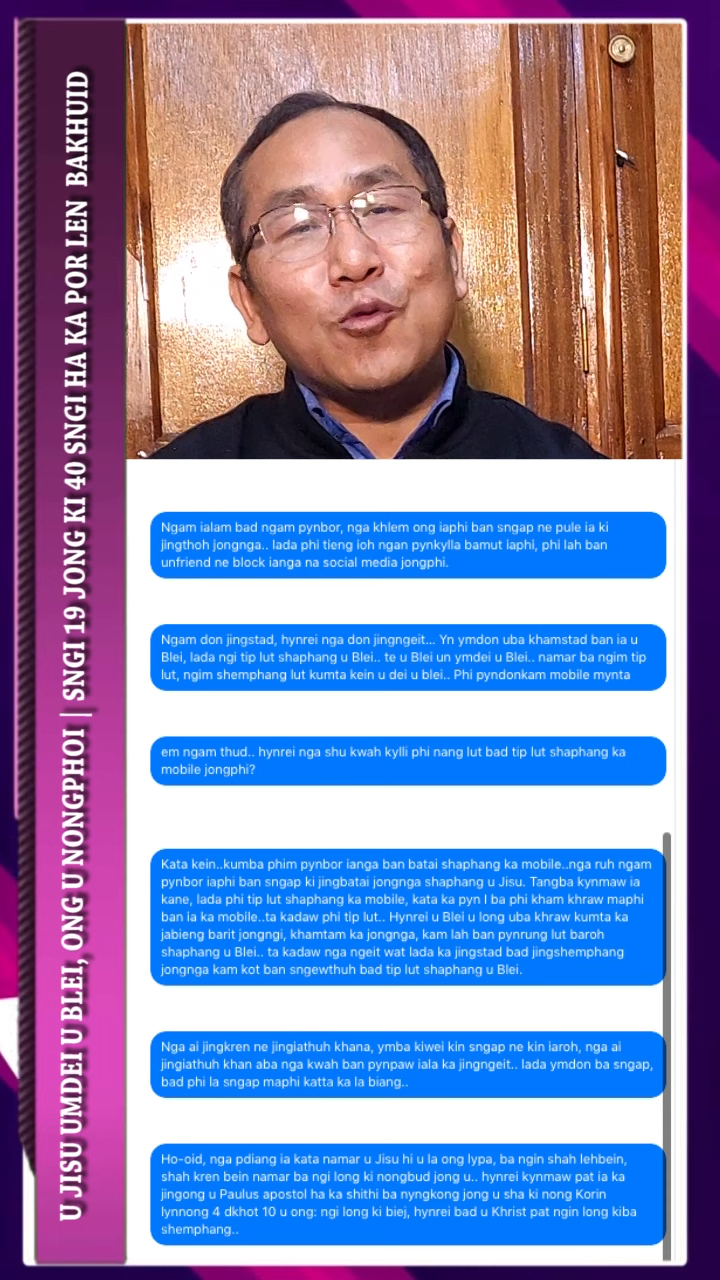 U JISU UMDEI U BLEI, ONG U NONGPHOI | SNGI 19 JONG KI 40 SNGI HA KA POR LEN BAKHUID
Ngam ialam bad ngam pynbor, nga khlem ong iaphi ban sngap ne pule ia ki
jingthoh jongnga.. lada phi tieng ioh ngan pynkylla bamut iaphi, phi lah ban
unfriend ne block ianga na social media jongphi.
Ngam don jingstad, hynrei nga don jingngeit... Yn ymdon uba khamstad ban ia u
Blei, lada ngi tip lut shaphang u Blei.. te u Blei un ymdei u Blei.. namar ba ngim tip
lut, ngim shemphang lut kumta kein u dei u blei.. Phi pyndonkam mobile mynta
em ngam thud.. hynrei nga shu kwah kylli phi nang lut bad tip lut shaphang ka
mobile jongphi?
Kata kein..kumba phim pynbor ianga ban batai shaphang ka mobile..nga ruh ngam
pynbor iaphi ban sngap ki jingbatai jongnga shaphang u Jisu. Tangba kynmaw ia
kane, lada phi tip lut shaphang ka mobile, kata ka pyn I ba phi kham khraw maphi
ban ia ka mobile..ta kadaw phi tip lut.. Hynrei u Blei u long uba khraw kumta ka
jabieng barit jongngi, khamtam ka jongnga, kam lah ban pynrung lut baroh
shaphang u Blei.. ta kadaw nga ngeit wat lada ka jingstad bad jingshemphang
jongnga kam kot ban sngewthuh bad tip lut shaphang u Blei.
Nga ai jingkren ne jingiathuh khana, ymba kiwei kin sngap ne kin iaroh, nga ai
jingiathuh khan aba nga kwah ban pynpaw iala ka jingngeit.. lada ymdon ba sngap,
bad phi la sngap maphi katta ka la biang..
Ho-oid, nga pdiang ia kata namar u Jisu hi u la ong lypa, ba ngin shah lehbein,
shah kren bein namar ba ngi long ki nongbud jong u.. hynrei kynmaw pat ia ka
jingong u Paulus apostol ha ka shithi ba nyngkong jong u sha ki nong Korin
lynnong 4 dkhot 10 u ong: ngi long ki biej, hynrei bad u Khrist pat ngin long kiba
shemphang..